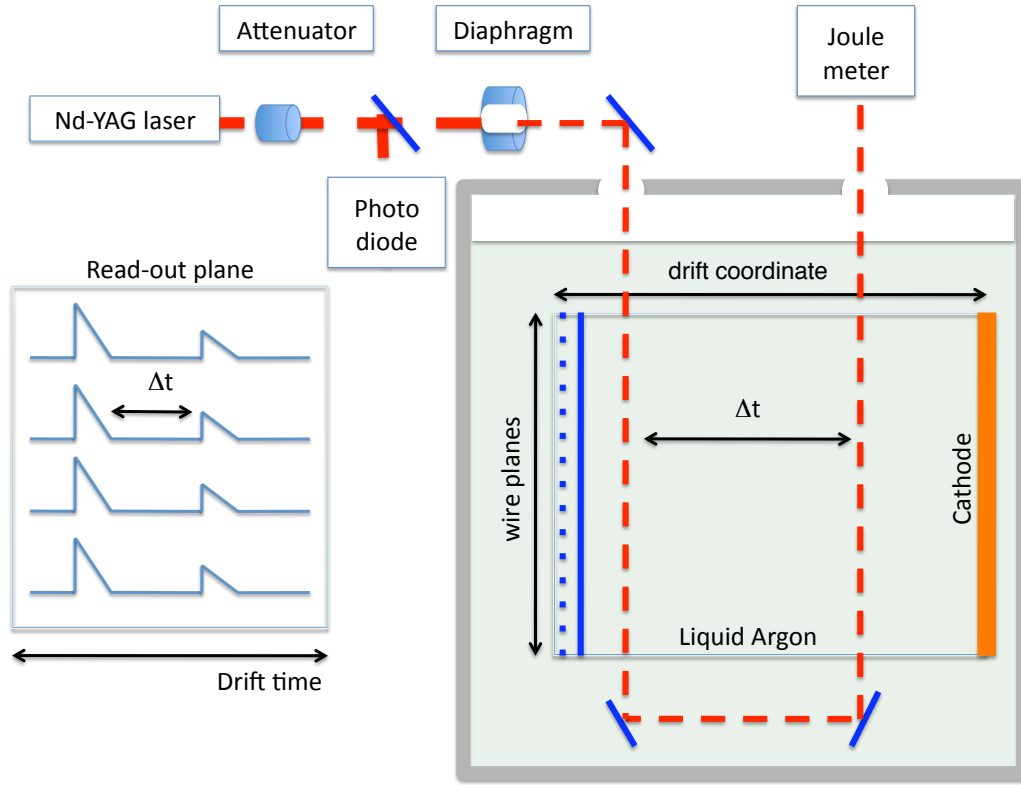 Attenuator
Diaphragm
Joule
meter
Nd-YAG laser
Photo
diode
Read-out plane
drift coordinate
Δt
Δt
wire planes
Cathode
Liquid Argon
Drift time